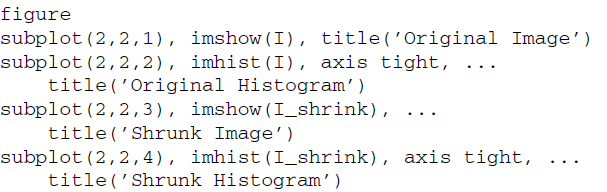 figure
subplot(2,2,1), imshow(I), title(’Original Image’)
subplot(2,2,2), imhist(I), axis tight, ...
    title(’Original Histogram’)
subplot(2,2,3), imshow(I_shrink), ...
    title(’Shrunk Image’)
subplot(2,2,4), imhist(I_shrink), axis tight, ...
    title(’Shrunk Histogram’)